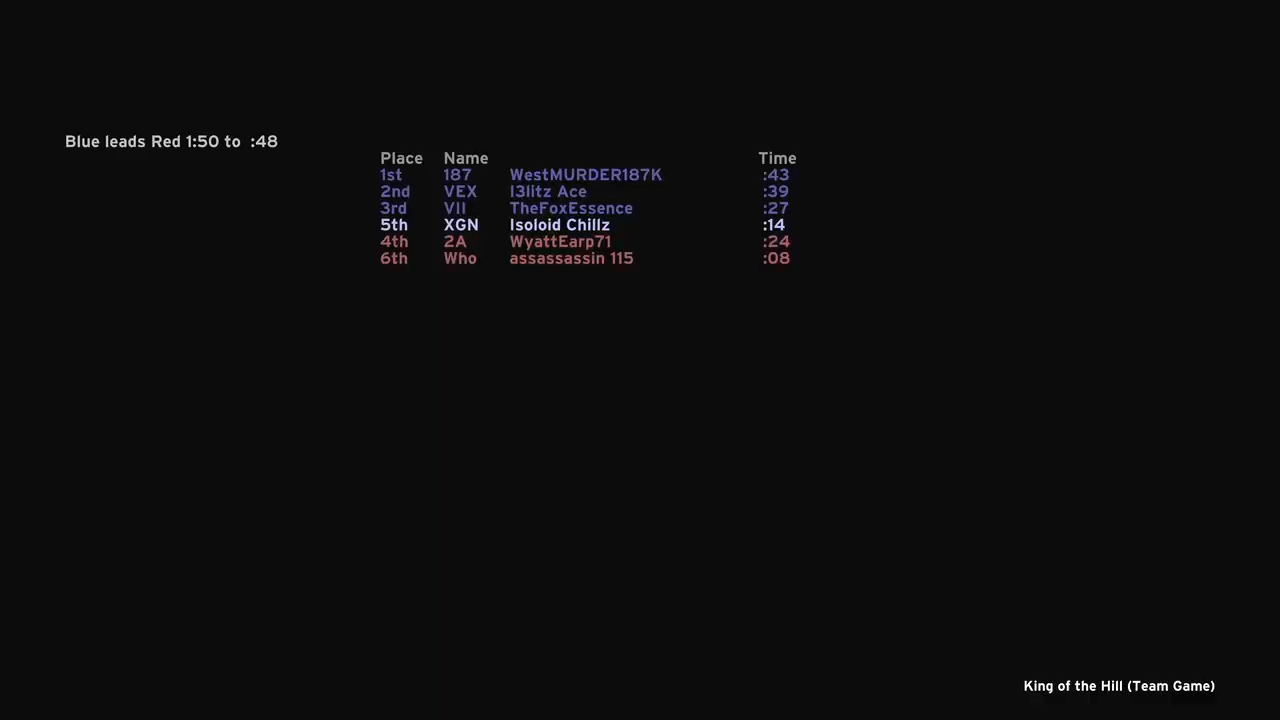 Blue leads Red 1:50 to :48
Place Name Time
1st 187 WestMURDER187K :43
2nd VEX l3litz Ace :39
3rd VII TheFoxEssence :27
5th XGN Isoloid Chillz :14
4th 2A WyattEarp71 :24
6th Who assassassin 115 :08
King of the Hill (Team Game)